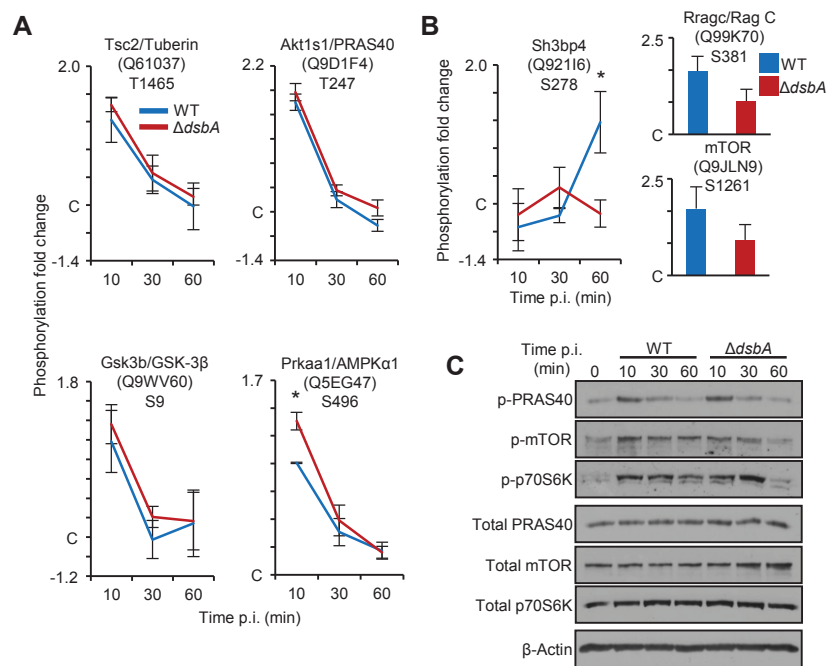 A
Phosphorylation fold change
Tsc2/Tuberin
(Q61037)
T1465
2.0
WT
ΔdsbA
C
-1.4
10 30 60
Akt1s1/PRAS40
(Q9D1F4)
T247
2.2
C
-1.4
10 30 60
Gsk3b/GSK-3β
(Q9WV60)
S9
1.8
C
-1.2
10 30 60
Prkaa1/AMPKα1
(Q5EG47)
S496
1.7
*
C
10 30 60
Time p.i. (min)
B
Phosphorylation fold change
Sh3bp4
(Q921I6)
S278
2.0
*
C
-1.4
10 30 60
Time p.i. (min)
Rragc/Rag C
(Q99K70)
S381
2.5
WT
ΔdsbA
C
mTOR
(Q9JLN9)
S1261
2.5
C
C
Time p.i. WT ΔdsbA
(min) 0 10 30 60 10 30 60
p-PRAS40
p-mTOR
p-p70S6K
Total PRAS40
Total mTOR
Total p70S6K
β-Actin